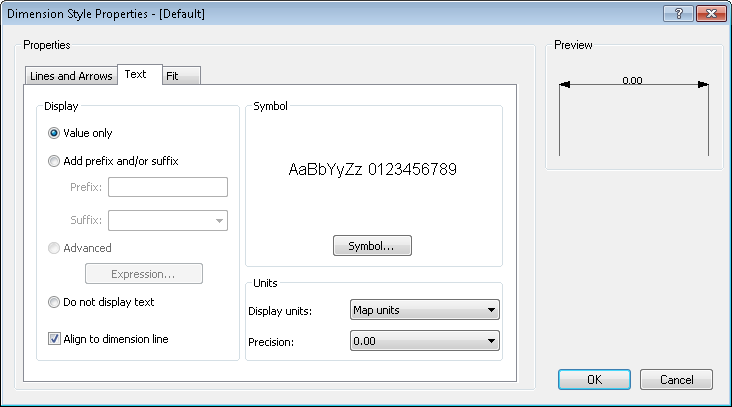 Dimension Style Properties - [Default]
Properties
Lines and Arrows
Text
Fit
Display
Value only
Add prefix and/or suffix
Prefix:
Suffix:
Advanced
Expression...
Do not display text
Align to dimension line
Symbol
AaBbYyZz 0123456789
Symbol...
Units
Display units:
Map units
Precision:
0.00
Preview
0.00
OK
Cancel